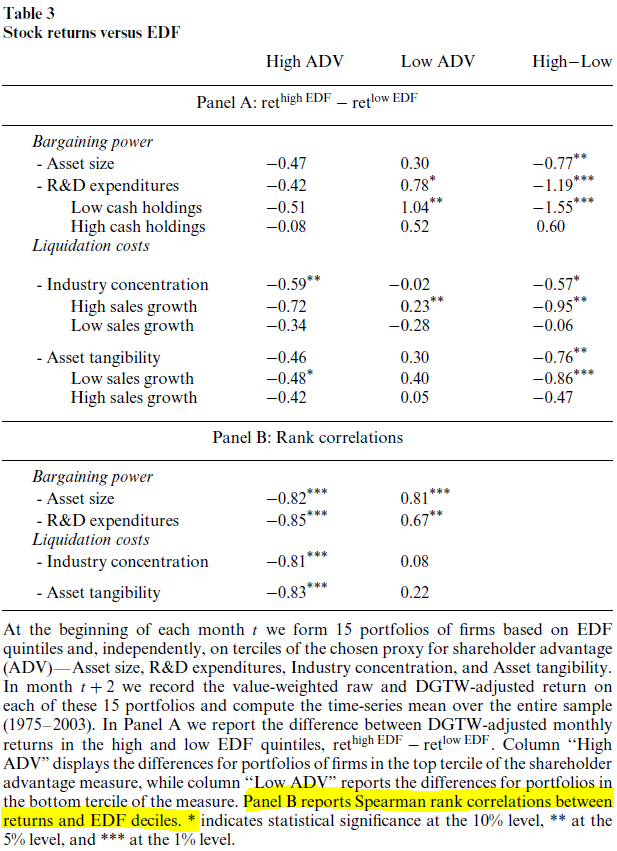 Table 3
Stock returns versus EDF
High ADV Low ADV High−Low
Panel A: ret^high EDF − ret^low EDF
Bargaining power
- Asset size −0.47 0.30 −0.77**
- R&D expenditures −0.42 0.78* −1.19***
Low cash holdings −0.51 1.04** −1.55***
High cash holdings −0.08 0.52 0.60
Liquidation costs
- Industry concentration −0.59** −0.02 −0.57*
High sales growth −0.72 0.23** −0.95**
Low sales growth −0.34 −0.28 −0.06
- Asset tangibility −0.46 0.30 −0.76**
Low sales growth −0.48* 0.40 −0.86***
High sales growth −0.42 0.05 −0.47
Panel B: Rank correlations
Bargaining power
- Asset size −0.82*** 0.81***
- R&D expenditures −0.85*** 0.67**
Liquidation costs
- Industry concentration −0.81*** 0.08
- Asset tangibility −0.83*** 0.22
At the beginning of each month t we form 15 portfolios of firms based on EDF
quintiles and, independently, on terciles of the chosen proxy for shareholder advantage
(ADV)—Asset size, R&D expenditures, Industry concentration, and Asset tangibility.
In month t + 2 we record the value-weighted raw and DGTW-adjusted return on
each of these 15 portfolios and compute the time-series mean over the entire sample
(1975–2003). In Panel A we report the difference between DGTW-adjusted monthly
returns in the high and low EDF quintiles, ret^high EDF − ret^low EDF. Column “High
ADV” displays the differences for portfolios of firms in the top tercile of the shareholder
advantage measure, while column “Low ADV” reports the differences for portfolios in
the bottom tercile of the measure. Panel B reports Spearman rank correlations between
returns and EDF deciles. * indicates statistical significance at the 10% level, ** at the
5% level, and *** at the 1% level.